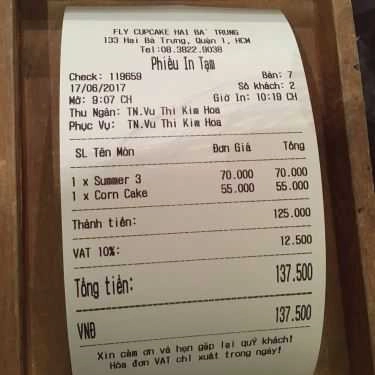 FLY CUPCAKE HAI BÀ TRUNG
133 Hai Bà Trưng, Quận 1, HCM
Tel:08.3822.9038
Phiếu In Tạm
Check: 119659 Bàn: 7
17/06/2017 Số khách: 2
Mở: 9:07 CH Giờ In: 10:19 CH
Thu Ngân: TN.Vu Thi Kim Hoa
Phục Vụ: TN.Vu Thi Kim Hoa
SL Tên Món Đơn Giá Tổng
1 x Summer 3 70.000 70.000
1 x Corn Cake 55.000 55.000
Thành tiền: 125.000
VAT 10%: 12.500
Tổng tiền: 137.500
VNĐ 137.500
Xin cảm ơn và hẹn gặp lại quý khách!
Hóa đơn VAT chỉ xuất trong ngày!